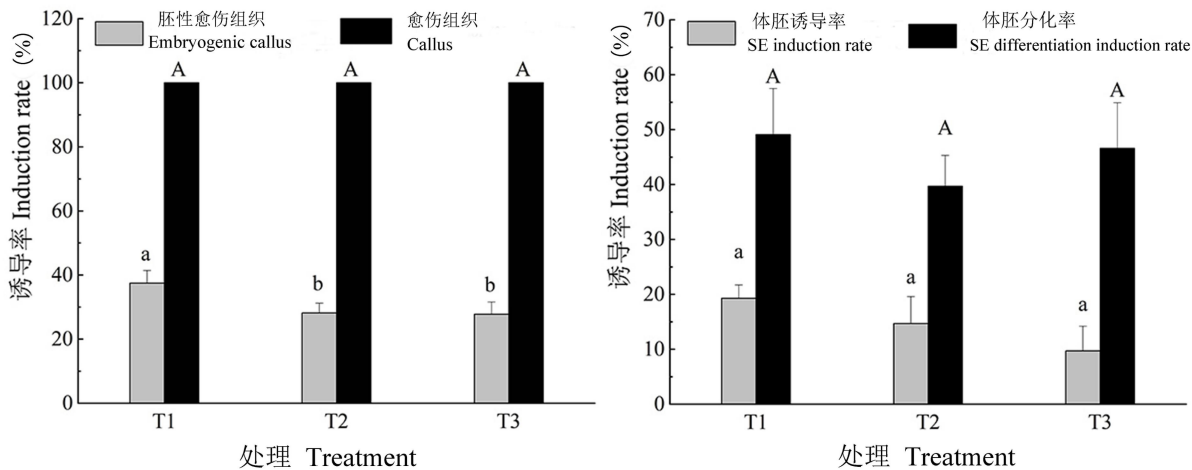 胚性愈伤组织
Embryogenic callus
愈伤组织
Callus
诱导率 Induction rate (%)
120
100
80
60
40
20
0
A
A
A
a
b
b
T1
T2
T3
处理 Treatment
体胚诱导率
SE induction rate
体胚分化率
SE differentiation induction rate
诱导率 Induction rate (%)
70
60
50
40
30
20
10
0
A
A
A
a
a
a
T1
T2
T3
处理 Treatment